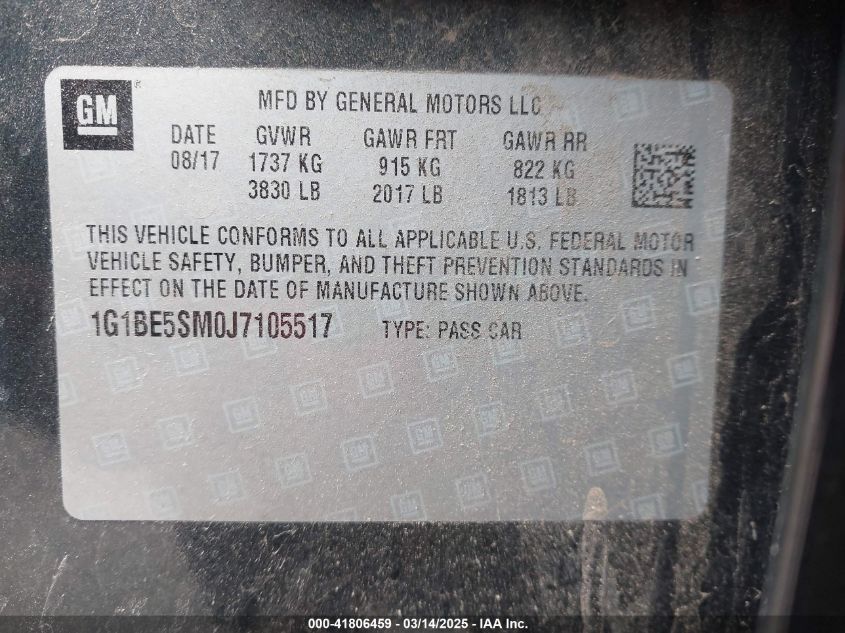 GM
MFD BY GENERAL MOTORS LLC
DATE GVWR GAWR FRT GAWR RR
08/17 1737 KG 915 KG 822 KG
3830 LB 2017 LB 1813 LB
THIS VEHICLE CONFORMS TO ALL APPLICABLE U.S. FEDERAL MOTOR
VEHICLE SAFETY, BUMPER, AND THEFT PREVENTION STANDARDS IN
EFFECT ON THE DATE OF MANUFACTURE SHOWN ABOVE.
1G1BE5SM0J7105517 TYPE: PASS CAR
000-41806459 - 03/14/2025 - IAA Inc.